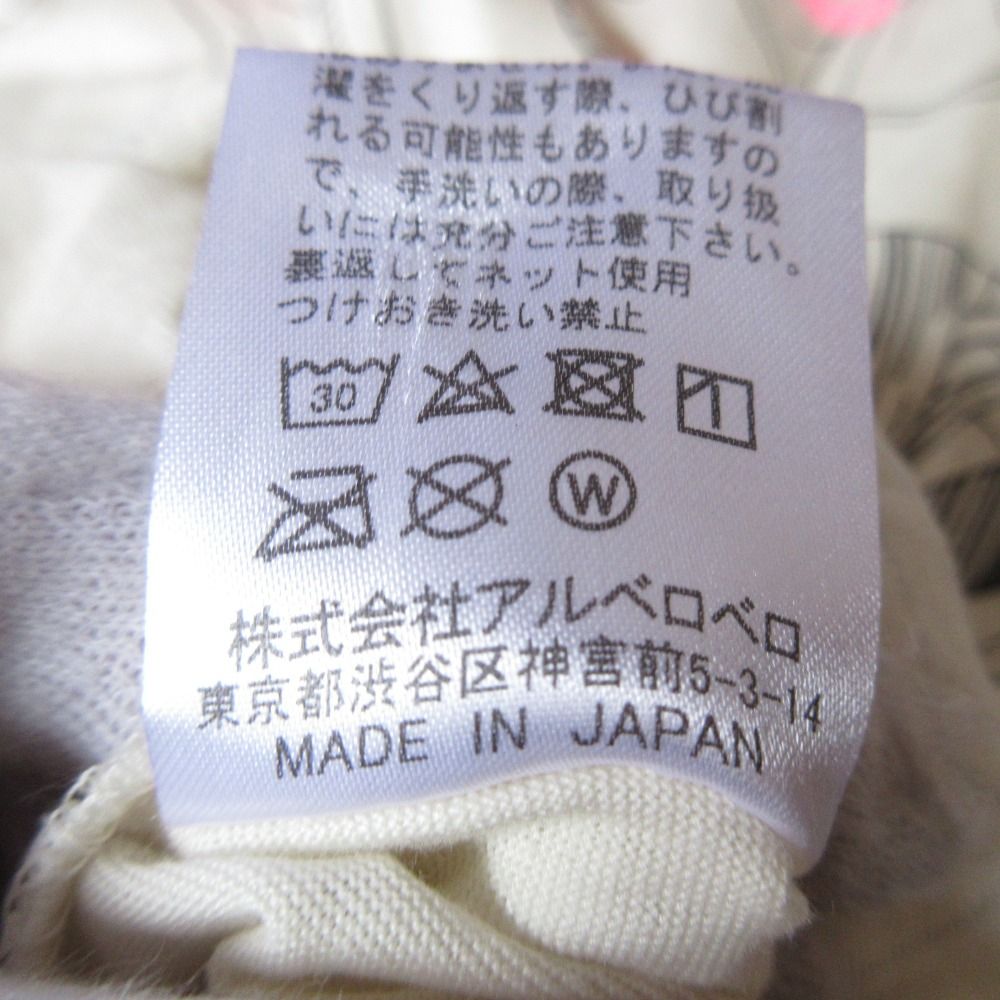 濯をくり返す際、ひび割
れる可能性もありますの
で、手洗いの際、取り扱
いには充分ご注意下さい。
裏返してネット使用
つけおき洗い禁止
30
W
株式会社アルベロベロ
東京都渋谷区神宮前5-3-14
MADE IN JAPAN